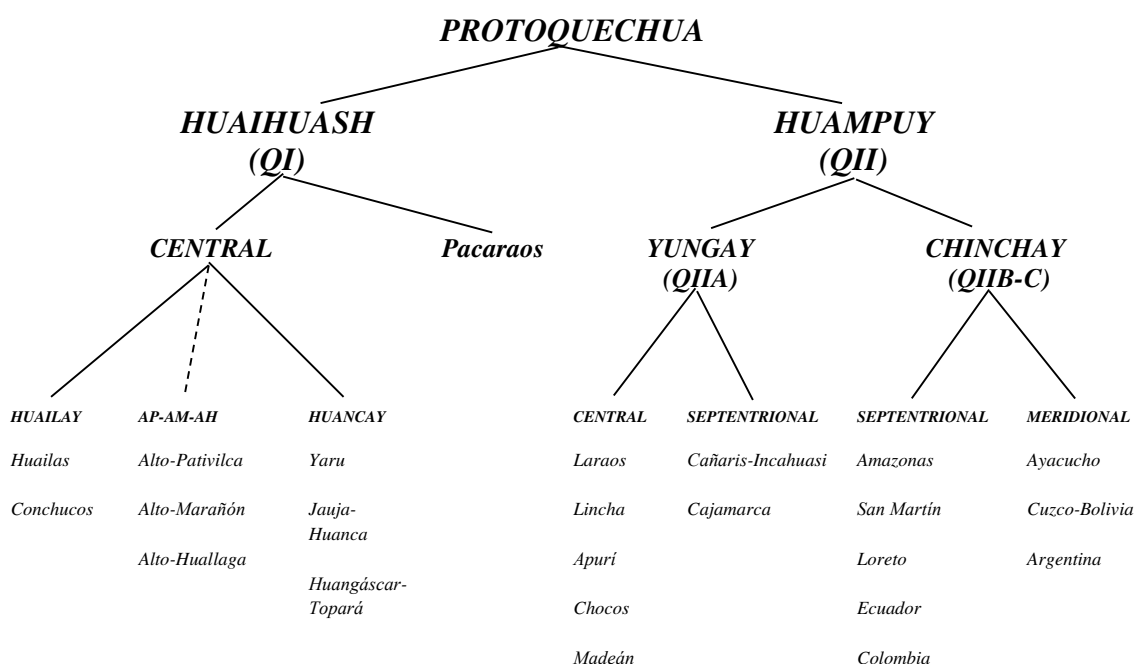 PROTOQUECHUA
HUAIHUASH
(QI)
HUAMPUY
(QII)
CENTRAL
Pacaraos
YUNGAY
(QIIA)
CHINCHAY
(QIIB-C)
HUAILAY
AP-AM-AH
HUANCAY
CENTRAL
SEPTENTRIONAL
SEPTENTRIONAL
MERIDIONAL
Huailas
Conchucos
Alto-Pativilca
Alto-Marañón
Alto-Huallaga
Yaru
Jauja-
Huanca
Huangáscar-
Topará
Laraos
Lincha
Apurí
Chocos
Madeán
Cañaris-Incahuasi
Cajamarca
Amazonas
San Martín
Loreto
Ecuador
Colombia
Ayacucho
Cuzco-Bolivia
Argentina